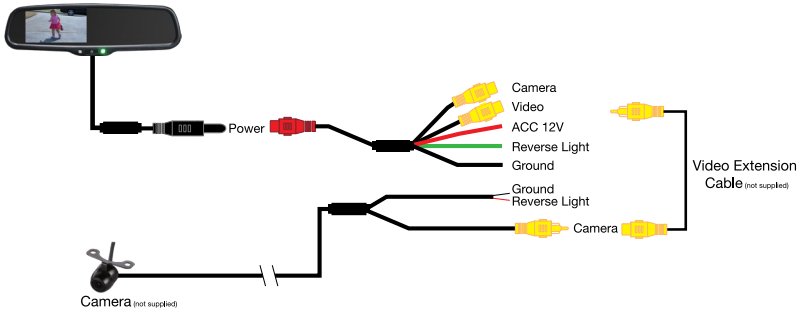 Camera
Video
Power
ACC 12V
Reverse Light
Ground
Video Extension
Cable (not supplied)
Ground
Reverse Light
Camera
Camera (not supplied)